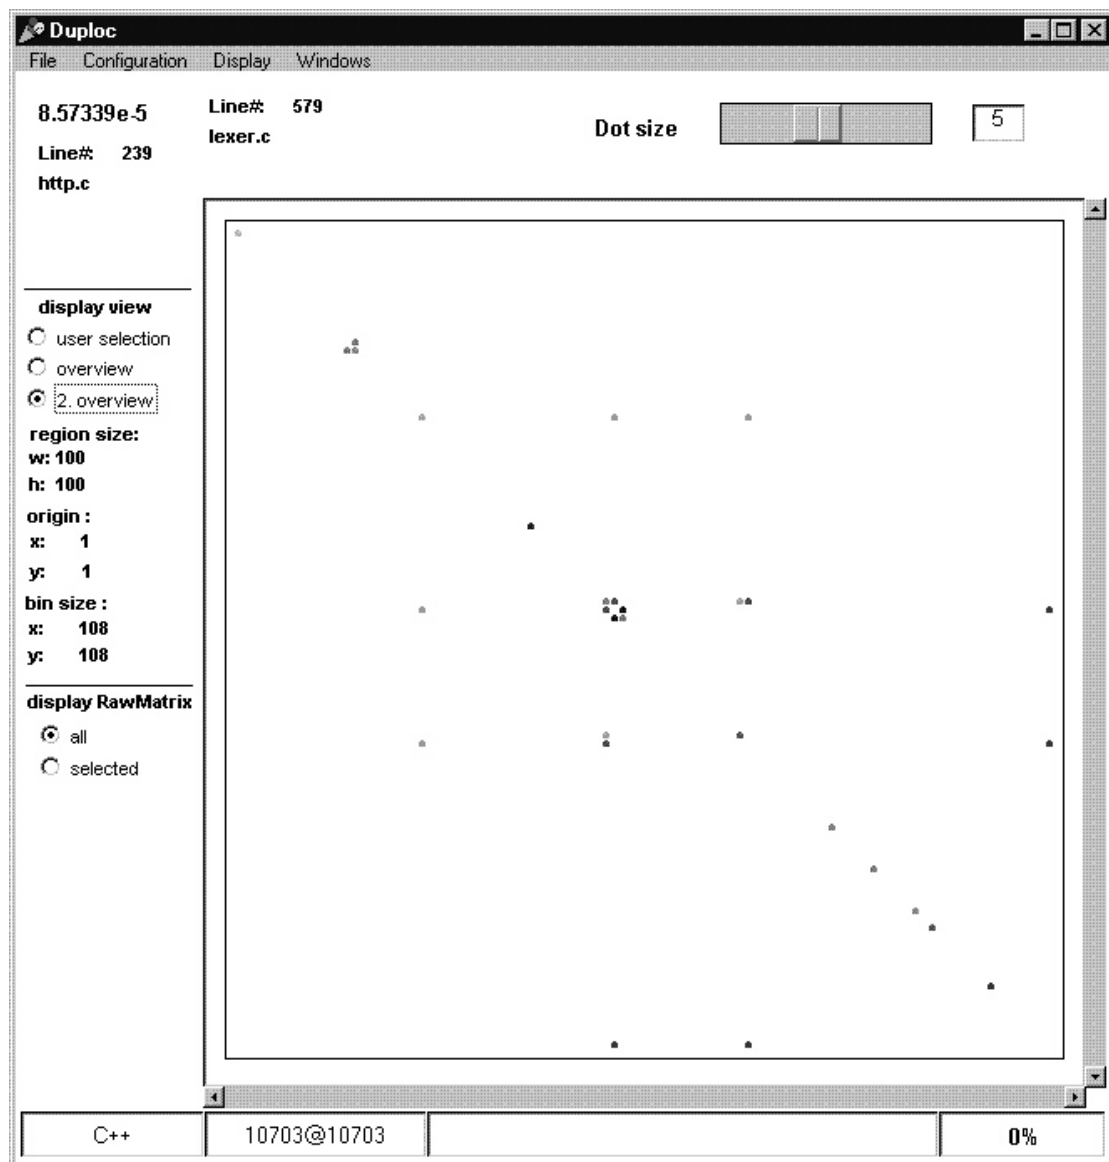 Duploc
File Configuration Display Windows
8.57339e-5
Line#: 239
http.c
Line#: 579
lexer.c
Dot size
5
display view
user selection
overview
2. overview
region size:
w: 100
h: 100
origin :
x: 1
y: 1
bin size :
x: 108
y: 108
display RawMatrix
all
selected
C++ 10703@10703 0%